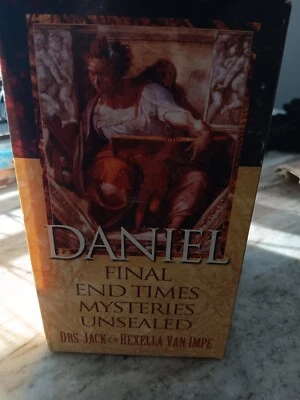 DANIEL
FINAL
END TIMES
MYSTERIES
UNSEALED
DRS. JACK & REXELLA VAN IMPE